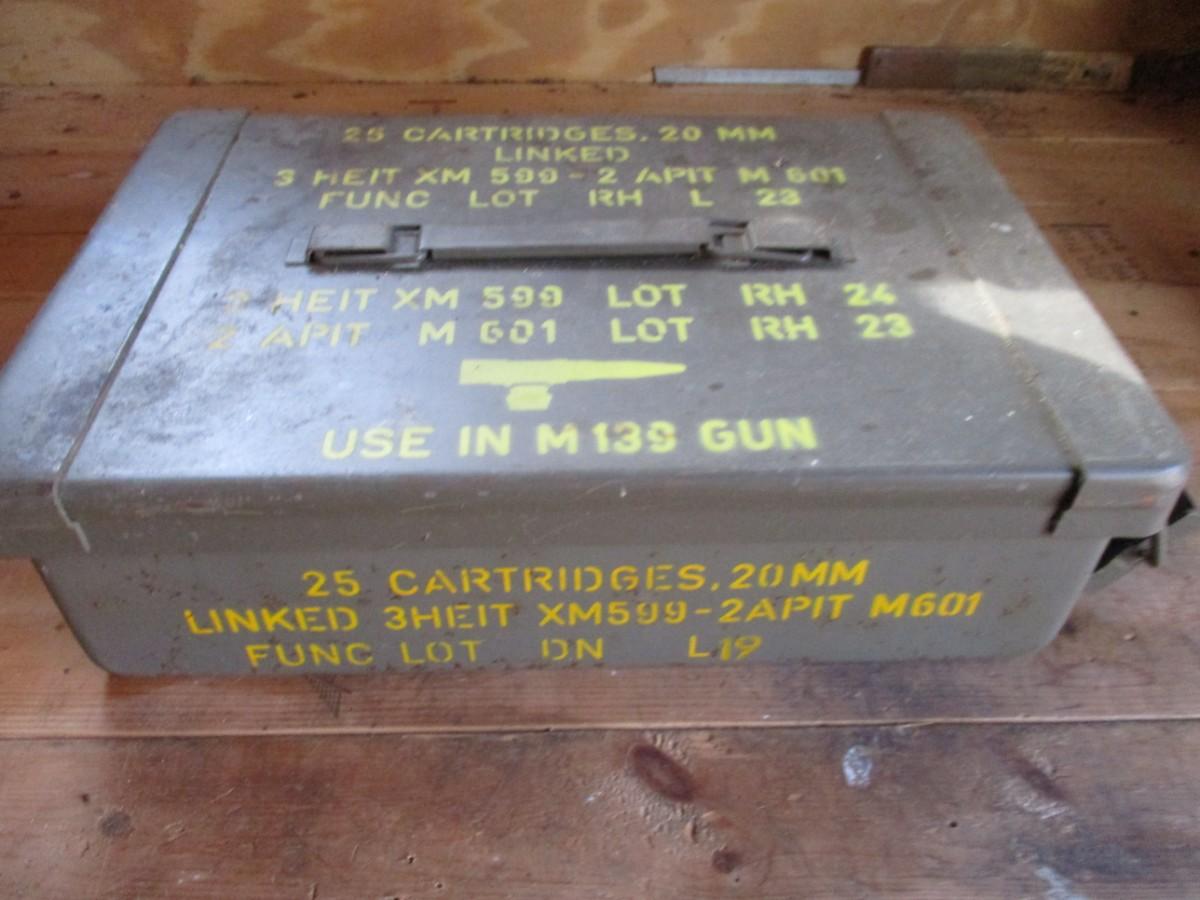 25 CARTRIDGES, 20 MM
LINKED
3 HEIT XM 599-2 APIT M 601
FUNC LOT RH L 23
3 HEIT XM 599 LOT RH 24
2 APIT M 601 LOT RH 23
USE IN M 139 GUN
25 CARTRIDGES, 20MM
LINKED 3HEIT XM599-2APIT M601
FUNC LOT DN L19